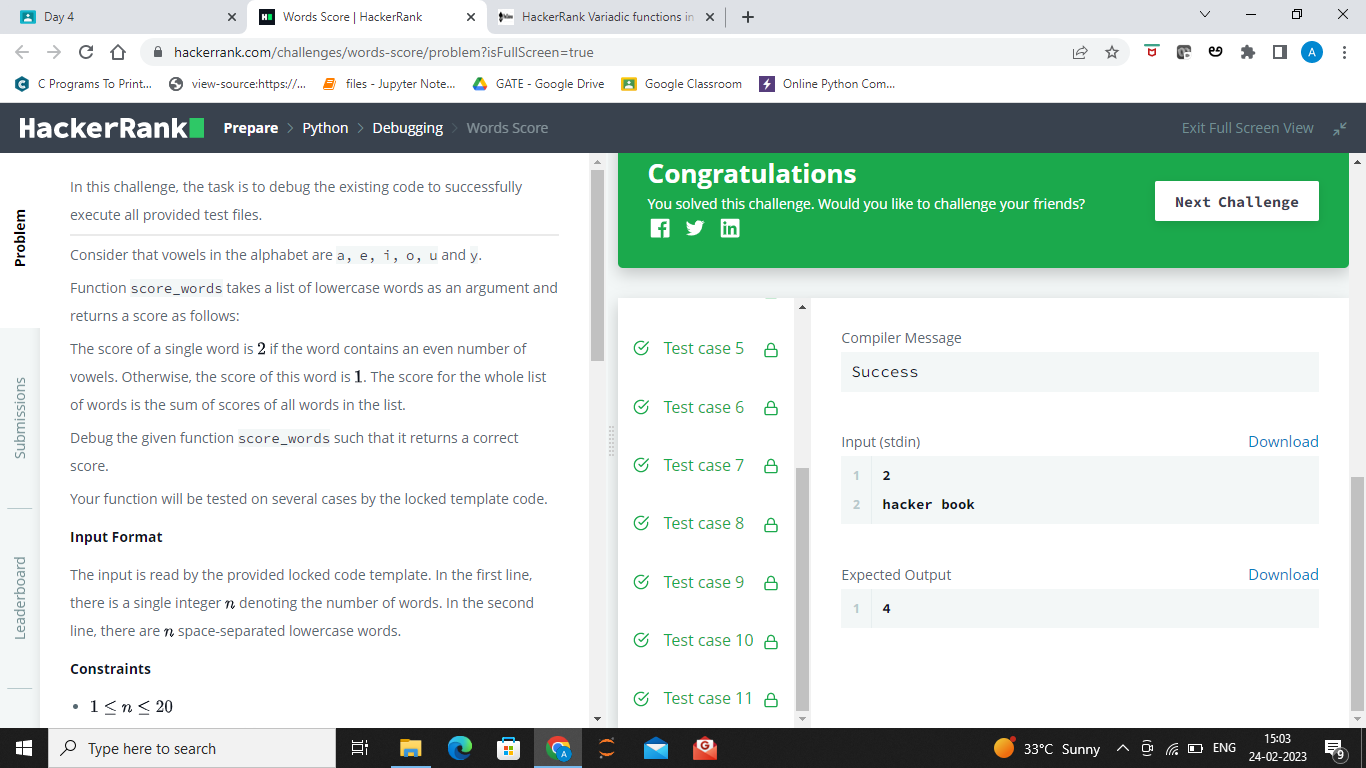 Day 4
Words Score | HackerRank
HackerRank Variadic functions in
hackerrank.com/challenges/words-score/problem?isFullScreen=true
A
C Programs To Print...
view-source:https://...
files - Jupyter Note...
GATE - Google Drive
Google Classroom
Online Python Com...
HackerRank
Prepare > Python > Debugging > Words Score
Exit Full Screen View
Problem
Submissions
Leaderboard
In this challenge, the task is to debug the existing code to successfully
execute all provided test files.
Consider that vowels in the alphabet are a, e, i, o, u and y.
Function score_words takes a list of lowercase words as an argument and
returns a score as follows:
The score of a single word is 2 if the word contains an even number of
vowels. Otherwise, the score of this word is 1. The score for the whole list
of words is the sum of scores of all words in the list.
Debug the given function score_words such that it returns a correct
score.
Your function will be tested on several cases by the locked template code.
Input Format
The input is read by the provided locked code template. In the first line,
there is a single integer n denoting the number of words. In the second
line, there are n space-separated lowercase words.
Constraints
• 1 ≤ n ≤ 20
Congratulations
You solved this challenge. Would you like to challenge your friends?
Next Challenge
Test case 5
Test case 6
Test case 7
Test case 8
Test case 9
Test case 10
Test case 11
Compiler Message
Success
Input (stdin)
Download
1 2
2 hacker book
Expected Output
Download
1 4
Type here to search
33°C Sunny
ENG
15:03
24-02-2023
9